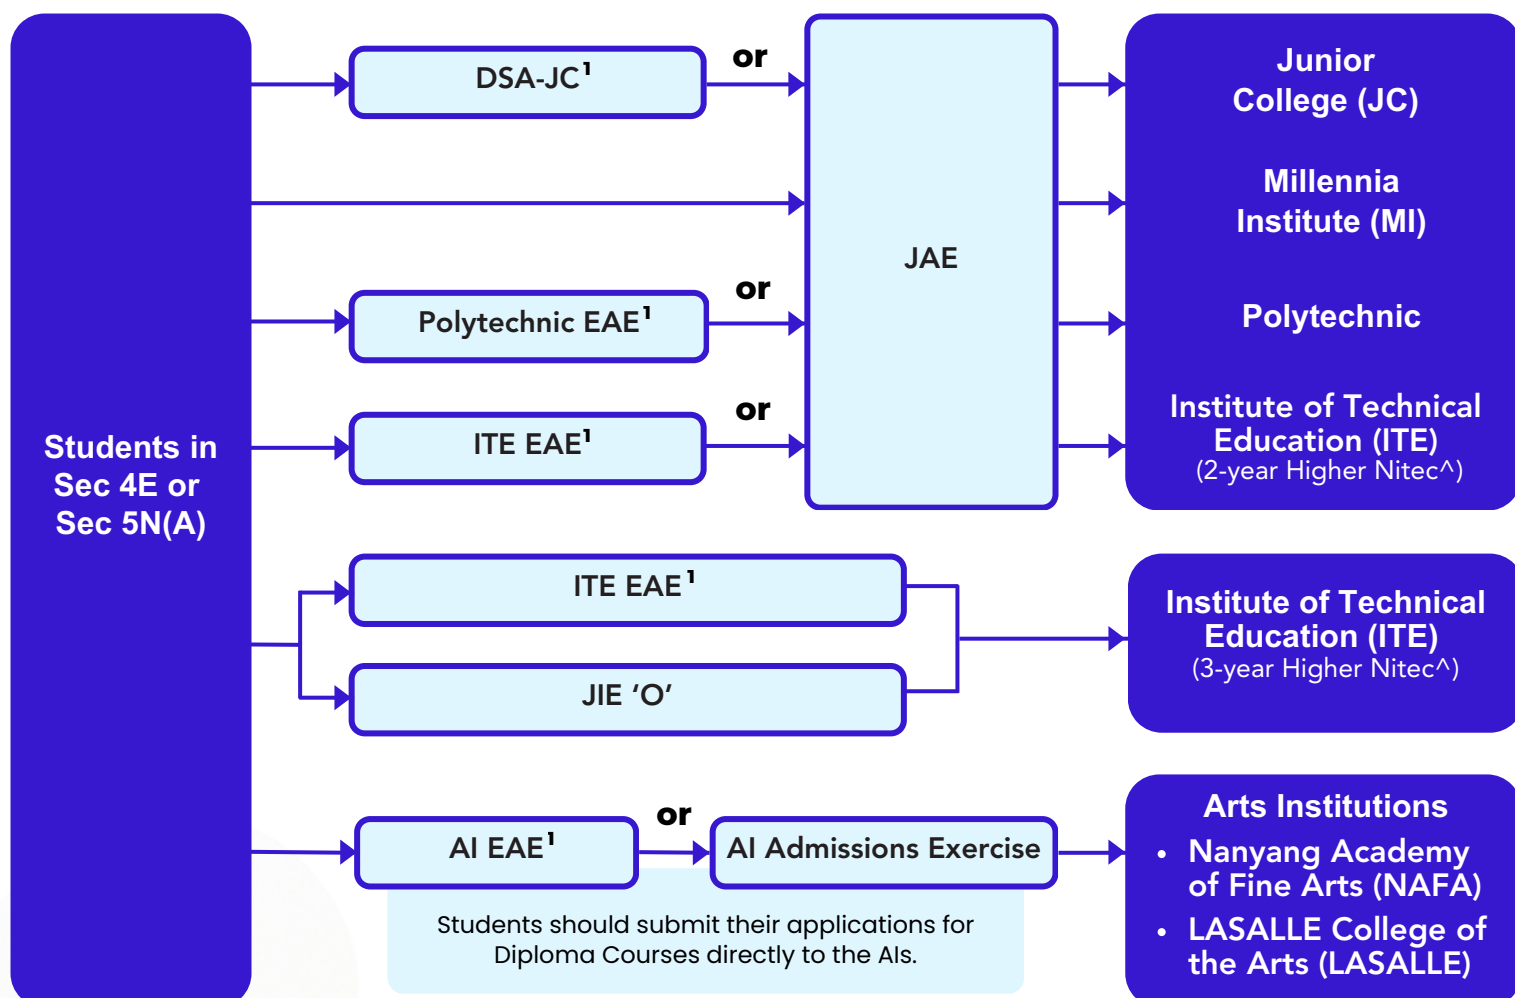 Students in
Sec 4E or
Sec 5N(A)
DSA-JC¹
or
Polytechnic EAE¹
or
ITE EAE¹
or
JAE
Junior
College (JC)
Millennia
Institute (MI)
Polytechnic
Institute of Technical
Education (ITE)
(2-year Higher Nitec^)
ITE EAE¹
JIE ‘O’
Institute of Technical
Education (ITE)
(3-year Higher Nitec^)
AI EAE¹
or
AI Admissions Exercise
Students should submit their applications for
Diploma Courses directly to the AIs.
Arts Institutions
• Nanyang Academy
of Fine Arts (NAFA)
• LASALLE College of
the Arts (LASALLE)